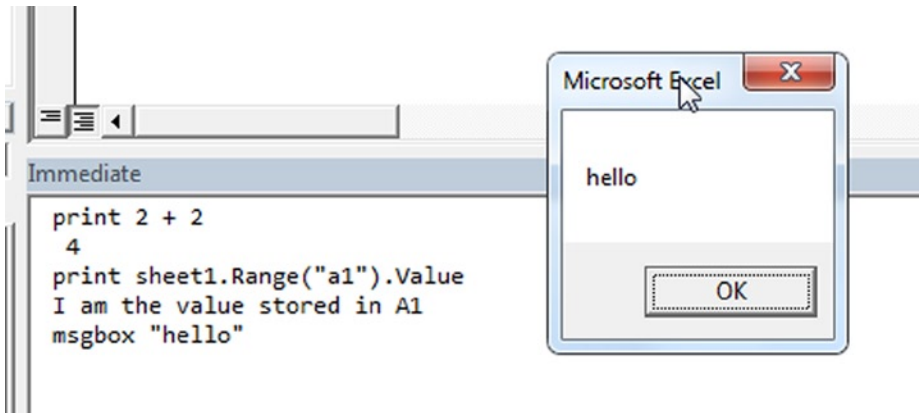 Microsoft Excel
hello
OK
Immediate
print 2 + 2
4
print sheet1.Range("a1").Value
I am the value stored in A1
msgbox "hello"